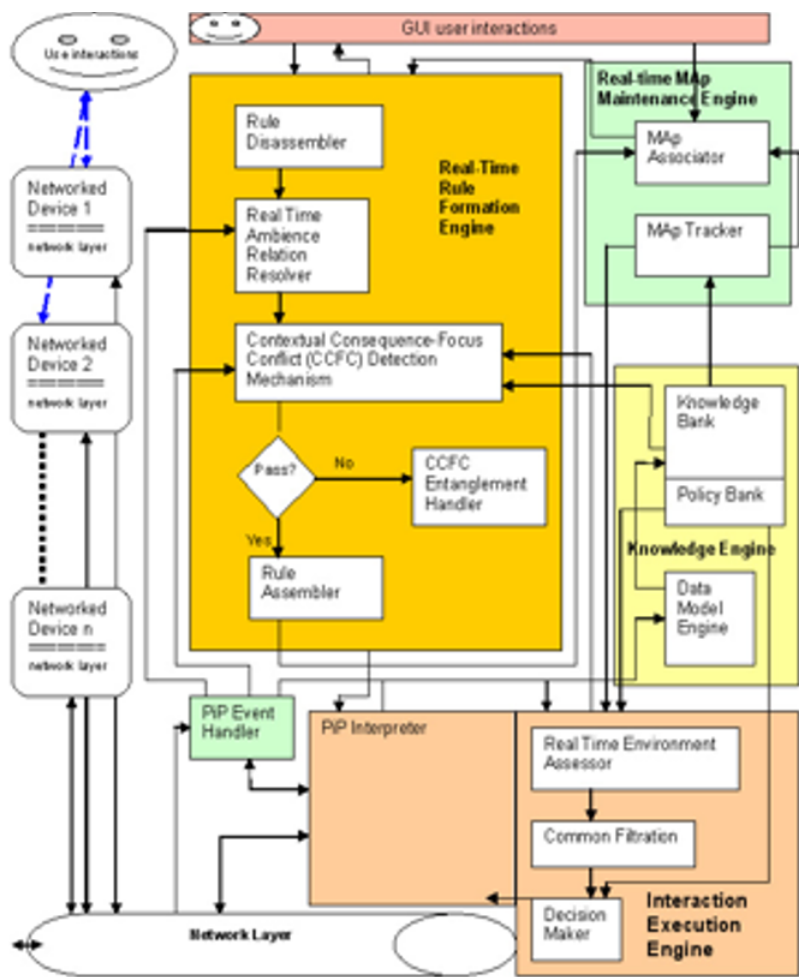 GUI user interactions
Use interactions
Real-time MAp
Maintenance Engine
Rule
Disassembler
MAp
Associator
Real-Time
Rule
Formation
Engine
Networked
Device 1
network layer
Real Time
Ambience
Relation
Resolver
MAp Tracker
Networked
Device 2
network layer
Contextual Consequence-Focus
Conflict (CCFC) Detection
Mechanism
Knowledge
Bank
Pass?
No
CCFC
Entanglement
Handler
Policy Bank
Yes
Knowledge Engine
Rule
Assembler
Data
Model
Engine
Networked
Device n
network layer
PiP Event
Handler
PiP Interpreter
Real Time Environment
Assessor
Common Filtration
Decision
Maker
Interaction
Execution
Engine
Network Layer